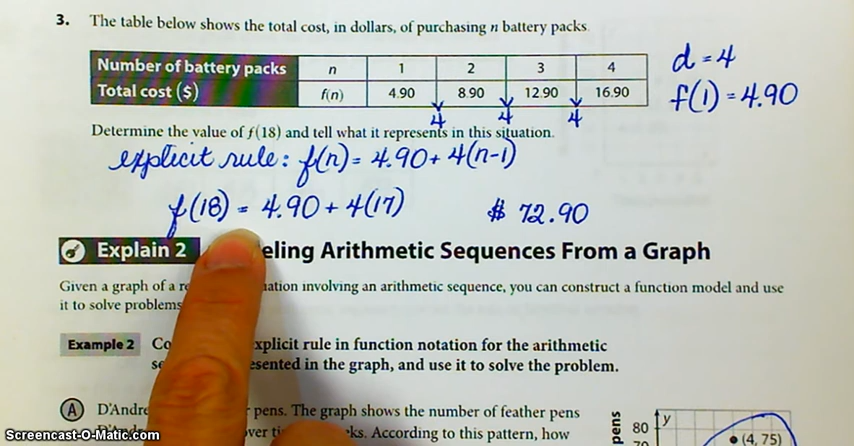 3. The table below shows the total cost, in dollars, of purchasing n battery packs.
Number of battery packs n 1 2 3 4
Total cost ($) f(n) 4.90 8.90 12.90 16.90
d = 4
f(1) = 4.90
4 4 4
Determine the value of f(18) and tell what it represents in this situation.
explicit rule: f(n) = 4.90 + 4(n-1)
f(18) = 4.90 + 4(17) $ 72.90
Explain 2 eling Arithmetic Sequences From a Graph
Given a graph of a re uation involving an arithmetic sequence, you can construct a function model and use
it to solve problems
Example 2 Co explicit rule in function notation for the arithmetic
se esented in the graph, and use it to solve the problem.
A D'Andre pens. The graph shows the number of feather pens
D'Andre ver ti ks. According to this pattern, how
pens
80 y
70 (4, 75)
Screencast-O-Matic.com